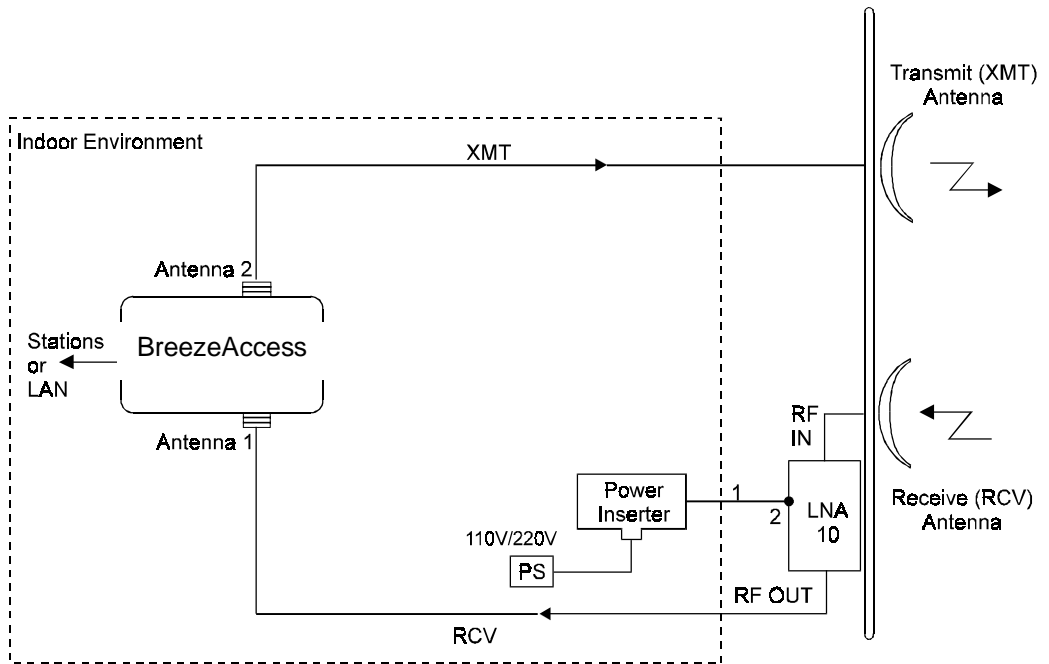 Transmit (XMT)
Antenna
Indoor Environment
XMT
Antenna 2
Stations
or
LAN
BreezeAccess
Antenna 1
RF
IN
Power
Inserter
1
2
LNA
10
Receive (RCV)
Antenna
110V/220V
PS
RF OUT
RCV